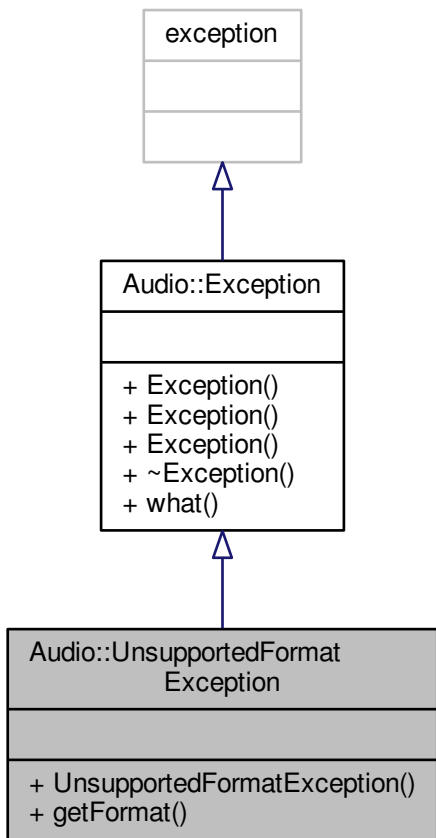 exception
Audio::Exception
+ Exception()
+ Exception()
+ Exception()
+ ~Exception()
+ what()
Audio::UnsupportedFormat
Exception
+ UnsupportedFormatException()
+ getFormat()